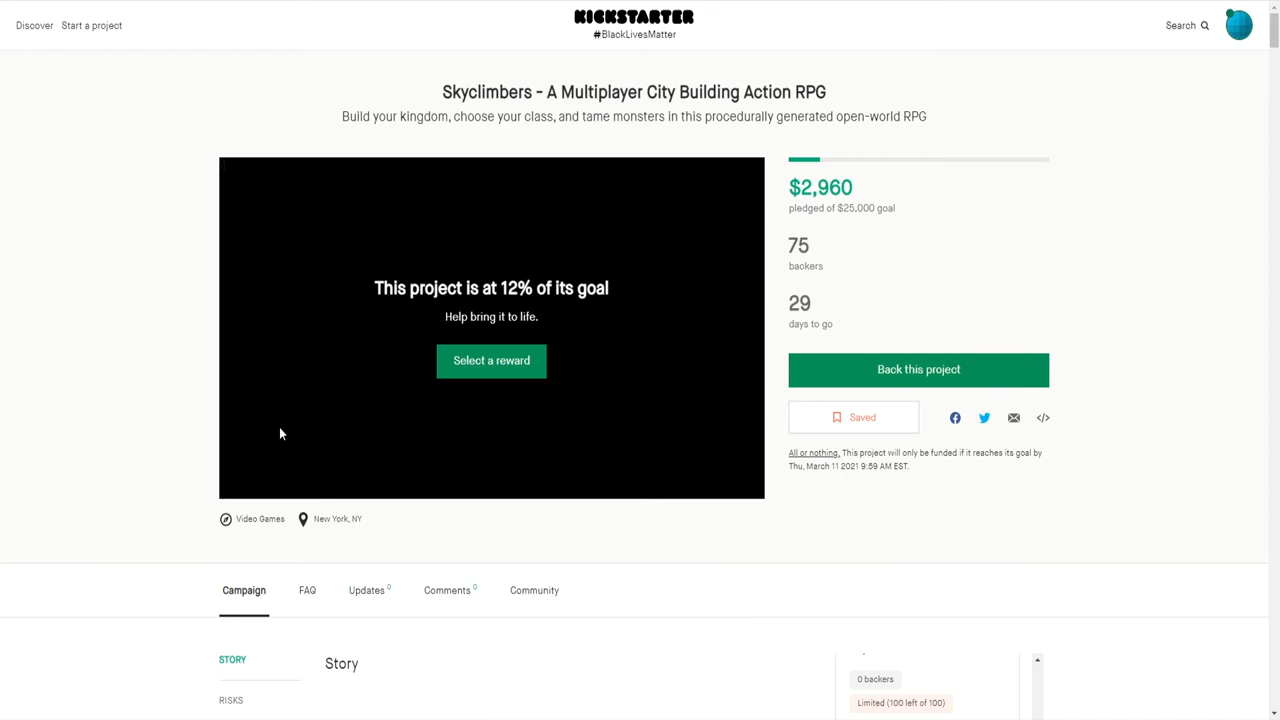 Discover Start a project
KICKSTARTER
#BlackLivesMatter
Search
Skyclimbers - A Multiplayer City Building Action RPG
Build your kingdom, choose your class, and tame monsters in this procedurally generated open-world RPG
This project is at 12% of its goal
Help bring it to life.
Select a reward
$2,960
pledged of $25,000 goal
75
backers
29
days to go
Back this project
Saved
All or nothing. This project will only be funded if it reaches its goal by
Thu, March 11 2021 9:59 AM EST.
Video Games New York, NY
Campaign FAQ Updates 0 Comments 0 Community
STORY
RISKS
Story
0 backers
Limited (100 left of 100)